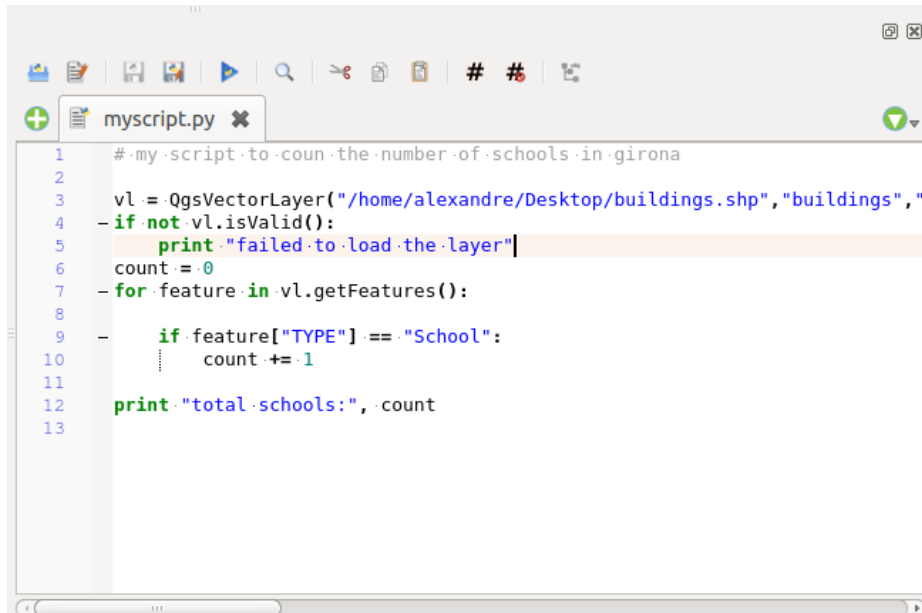 # #
myscript.py
1 # my script to coun the number of schools in girona
2
3 vl = QgsVectorLayer("/home/alexandre/Desktop/buildings.shp","buildings","
4 if not vl.isValid():
5 print "failed to load the layer"
6 count = 0
7 for feature in vl.getFeatures():
8
9 if feature["TYPE"] == "School":
10 count += 1
11
12 print "total schools:", count
13